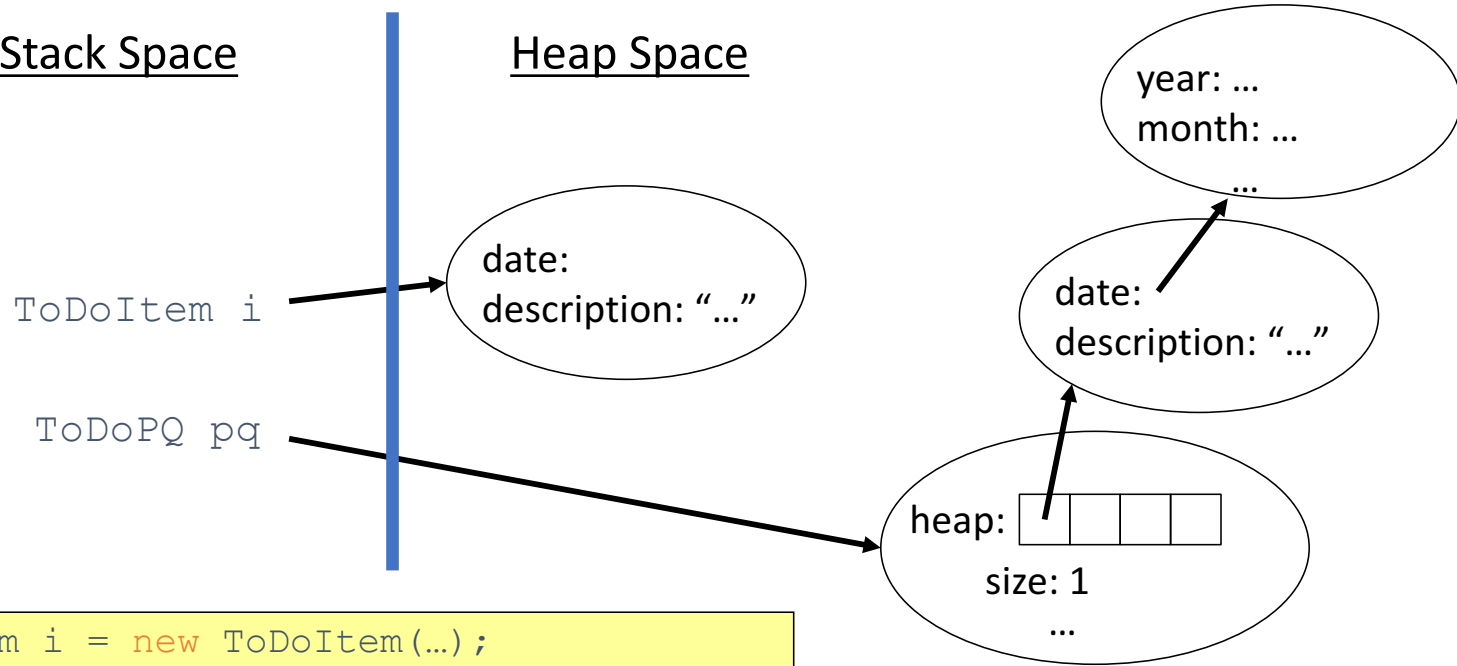 Stack Space
Heap Space
year: …
month: …
…
date:
description: “…”
date:
description: “…”
ToDoItem i
ToDoPQ pq
heap:
size: 1
…
m i = new ToDoItem(…);